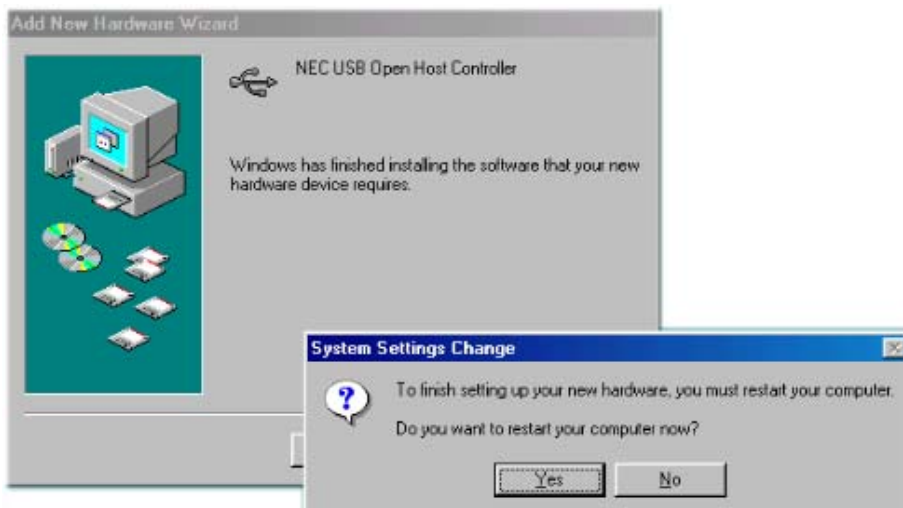 Add New Hardware Wizard
NEC USB Open Host Controller
Windows has finished installing the software that your new
hardware device requires.
System Settings Change
To finish setting up your new hardware, you must restart your computer.
Do you want to restart your computer now?
Yes
No